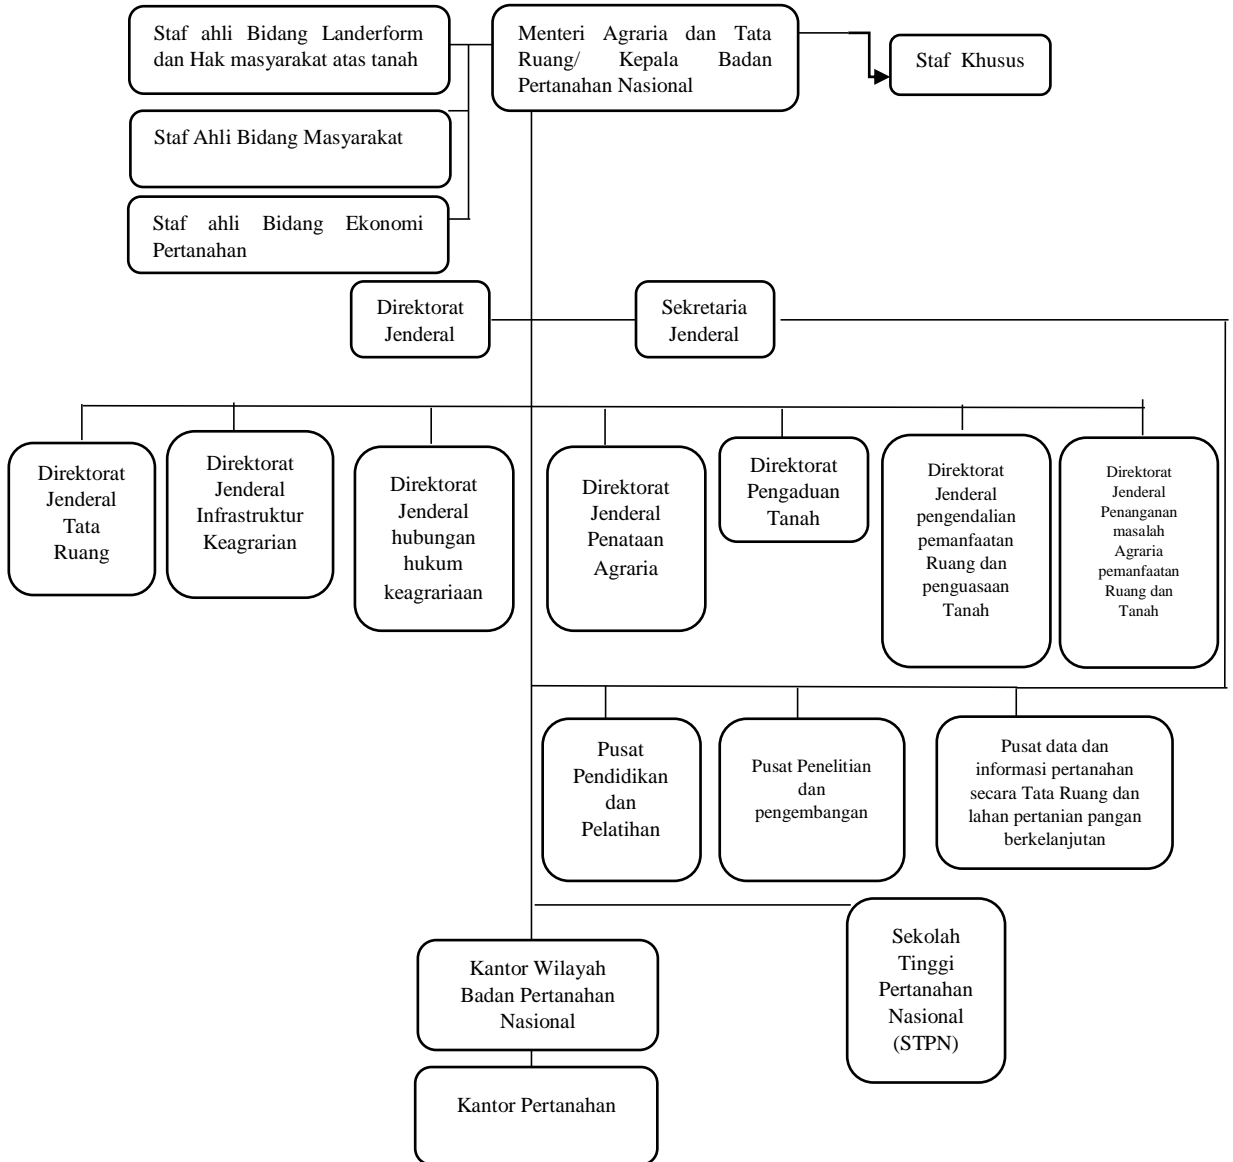 Staf ahli Bidang Landerform
dan Hak masyarakat atas tanah
Menteri Agraria dan Tata
Ruang/ Kepala Badan
Pertanahan Nasional
Staf Khusus
Staf Ahli Bidang Masyarakat
Staf ahli Bidang Ekonomi
Pertanahan
Direktorat
Jenderal
Sekretaria
Jenderal
Direktorat
Jenderal
Tata
Ruang
Direktorat
Jenderal
Infrastruktur
Keagrarian
Direktorat
Jenderal
hubungan
hukum
keagrariaan
Direktorat
Jenderal
Penataan
Agraria
Direktorat
Pengaduan
Tanah
Direktorat
Jenderal
pengendalian
pemanfaatan
Ruang dan
penguasaan
Tanah
Direktorat
Jenderal
Penanganan
masalah
Agraria
pemanfaatan
Ruang dan
Tanah
Pusat
Pendidikan
dan
Pelatihan
Pusat Penelitian
dan
pengembangan
Pusat data dan
informasi pertanahan
secara Tata Ruang dan
lahan pertanian pangan
berkelanjutan
Sekolah
Tinggi
Pertanahan
Nasional
(STPN)
Kantor Wilayah
Badan Pertanahan
Nasional
Kantor Pertanahan